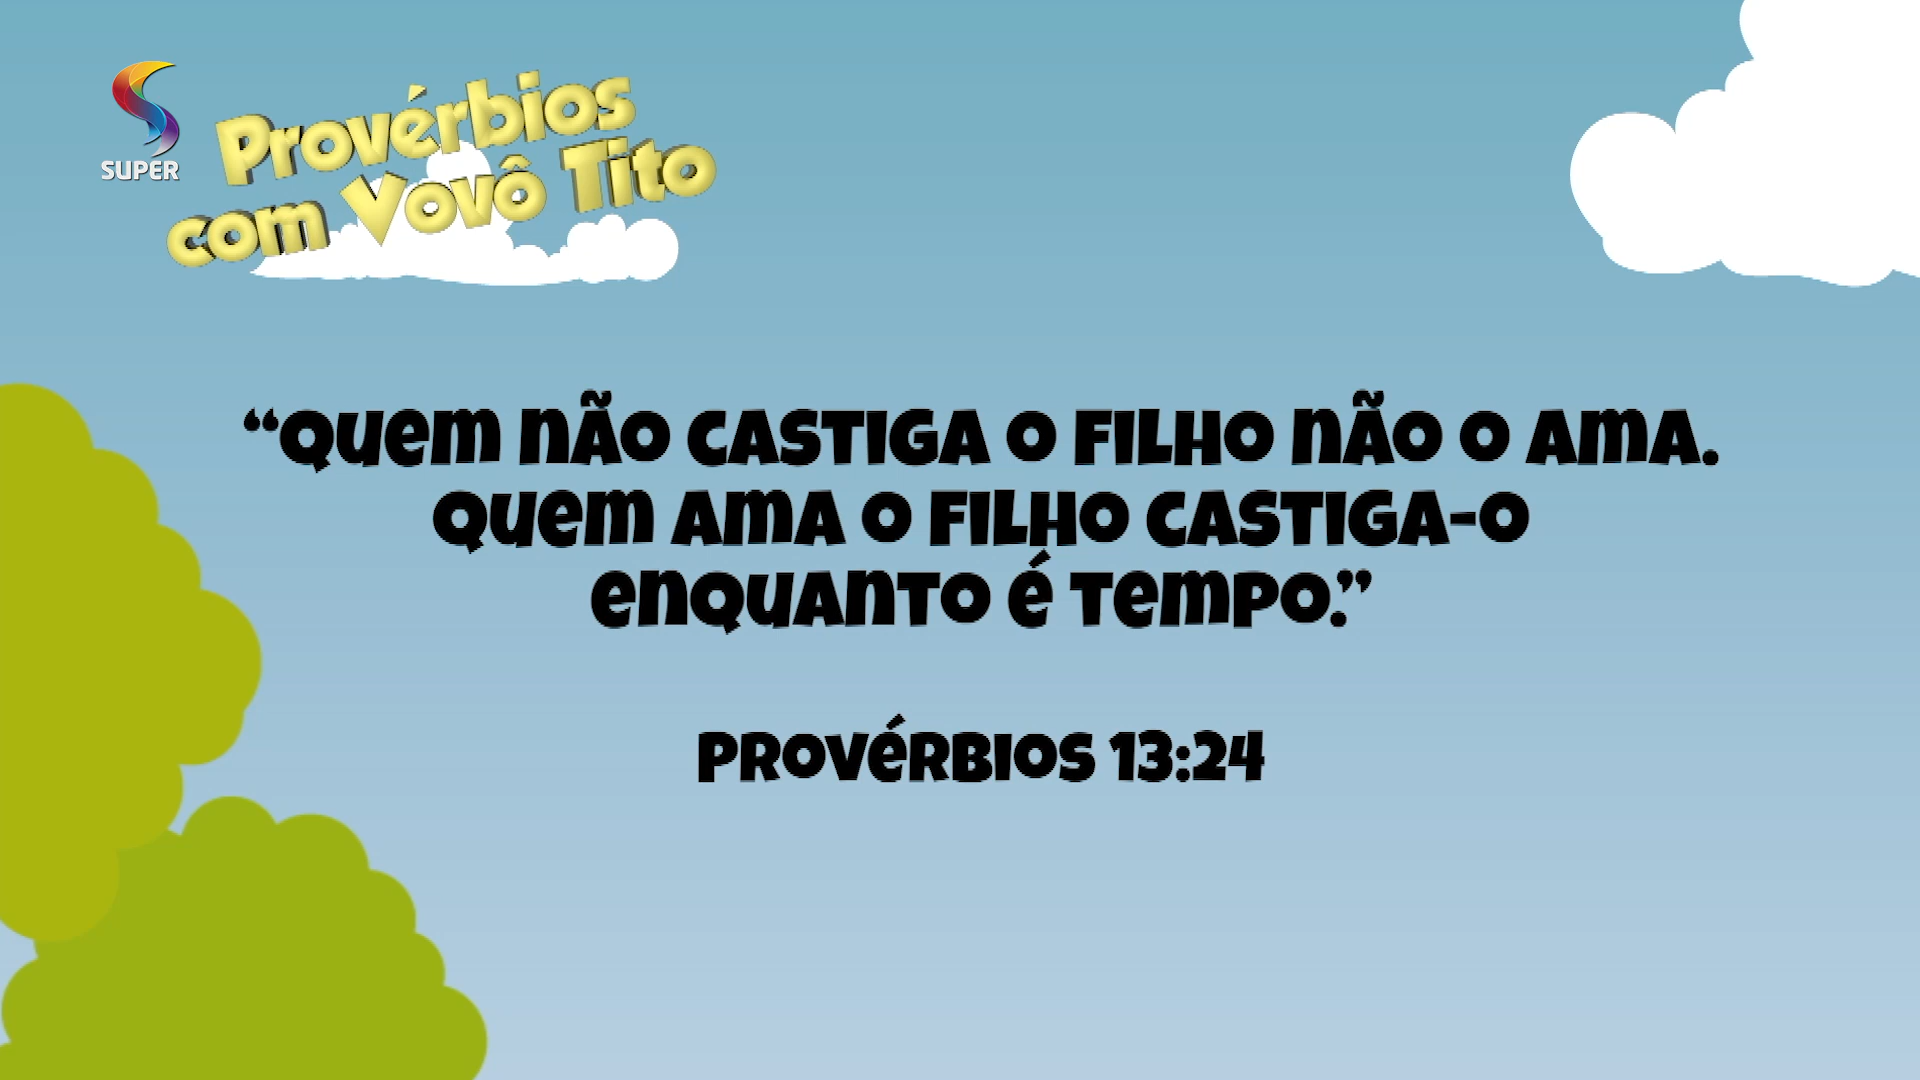 SUPER
Provérbios
com Vovô Tito
“Quem não castiga o filho não o ama.
Quem ama o filho castiga-o
enquanto é tempo.”
Provérbios 13:24